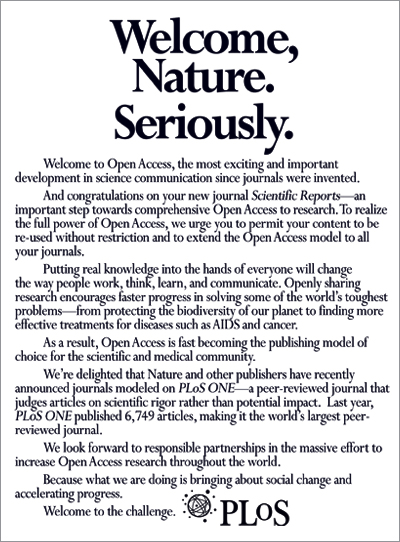 Welcome,
Nature.
Seriously.
Welcome to Open Access, the most exciting and important
development in science communication since journals were invented.
And congratulations on your new journal Scientific Reports—an
important step towards comprehensive Open Access to research. To realize
the full power of Open Access, we urge you to permit your content to be
re-used without restriction and to extend the Open Access model to all
your journals.
Putting real knowledge into the hands of everyone will change
the way people work, think, learn, and communicate. Openly sharing
research encourages faster progress in solving some of the world's toughest
problems—from protecting the biodiversity of our planet to finding more
effective treatments for diseases such as AIDS and cancer.
As a result, Open Access is fast becoming the publishing model of
choice for the scientific and medical community.
We're delighted that Nature and other publishers have recently
announced journals modeled on PLoS ONE—a peer-reviewed journal that
judges articles on scientific rigor rather than potential impact. Last year,
PLoS ONE published 6,749 articles, making it the world's largest peer-
reviewed journal.
We look forward to responsible partnerships in the massive effort to
increase Open Access research throughout the world.
Because what we are doing is bringing about social change and
accelerating progress.
Welcome to the challenge. PLoS